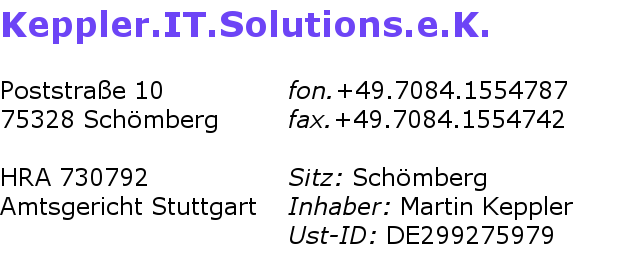 Keppler.IT.Solutions.e.K.
Poststraße 10
75328 Schömberg
fon.+49.7084.1554787
fax.+49.7084.1554742
HRA 730792
Amtsgericht Stuttgart
Sitz: Schömberg
Inhaber: Martin Keppler
Ust-ID: DE299275979